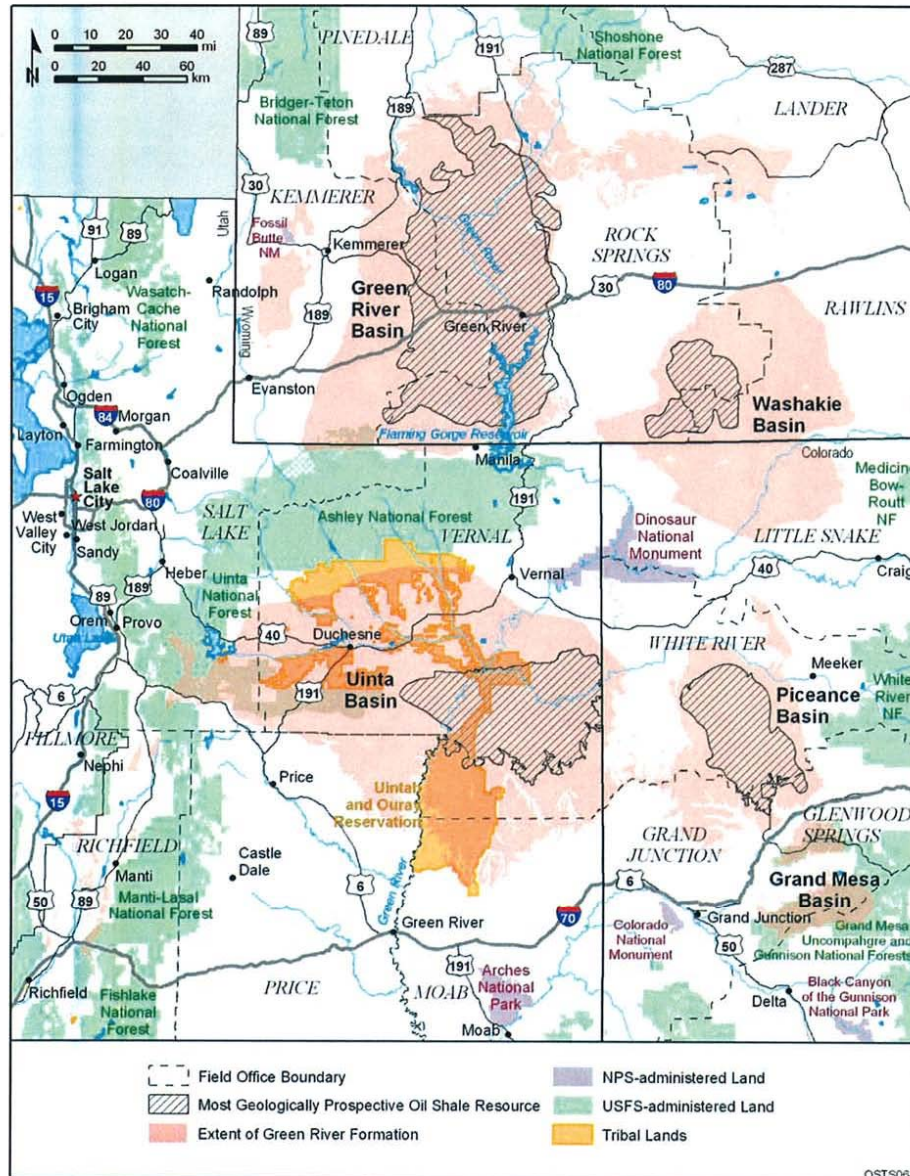 0 20 40
mi
0 20 40 60
km
N
89
PINEDALE
191
Shoshone
National Forest
287
LANDER
Bridger-Teton
National Forest
189
30
KEMMERER
Fossil
Butte
NM
Kemmerer
Green River
30
ROCK
SPRINGS
80
30
RAWLINS
Green
River
Basin
189
Green River
Washakie
Basin
Evanston
Wyoming
Utah
91
89
Logan
Wasatch-
Cache
National
Forest
Randolph
15
Brigham
City
Ogden
84
Morgan
Layton
Farmington
Coalville
Salt
Lake
City
80
West
Valley
City
West Jordan
Sandy
SALT
LAKE
Flaming Gorge Reservoir
Manila
191
Ashley National Forest
VERNAL
Vernal
Colorado
Medicine
Bow-
Routt
NF
Dinosaur
National
Monument
LITTLE SNAKE
40
Craig
189
Heber
89
Orem
Provo
Utah Lake
Uinta
National
Forest
40
Duchesne
191
Uinta
Basin
WHITE RIVER
Meeker
Piceance
Basin
White
River
NF
6
FILLMORE
Nephi
15
Price
Uintah
and Ouray
Reservation
GRAND
JUNCTION
GLENWOOD
SPRINGS
RICHFIELD
Manti
Castle
Dale
50
89
Manti-Lasal
National Forest
6
Green River
Green River
70
6
Grand Mesa
Basin
Grand Junction
Colorado
National
Monument
50
Grand Mesa
Uncompahgre and
Gunnison National Forests
Richfield
Fishlake
National
Forest
PRICE
191
MOAB
Arches
National
Park
Moab
Delta
Black Canyon
of the Gunnison
National Park
Field Office Boundary
Most Geologically Prospective Oil Shale Resource
Extent of Green River Formation
NPS-administered Land
USFS-administered Land
Tribal Lands